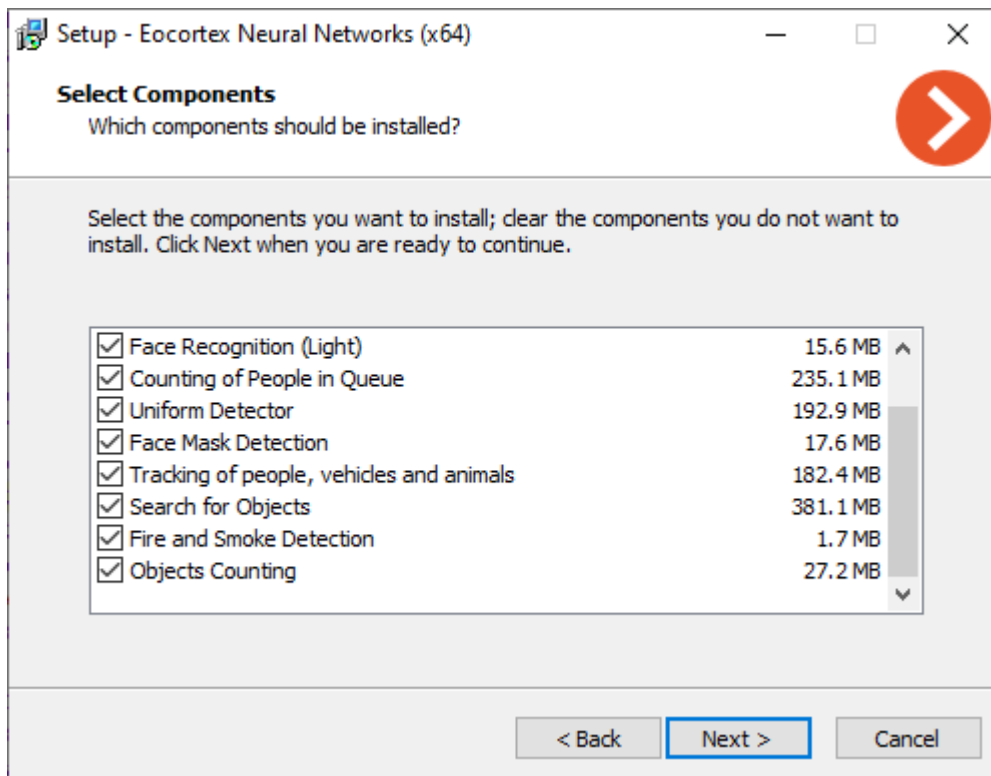 Setup - Eocortex Neural Networks (x64)
Select Components
Which components should be installed?
Select the components you want to install; clear the components you do not want to
install. Click Next when you are ready to continue.
Face Recognition (Light) 15.6 MB
Counting of People in Queue 235.1 MB
Uniform Detector 192.9 MB
Face Mask Detection 17.6 MB
Tracking of people, vehicles and animals 182.4 MB
Search for Objects 381.1 MB
Fire and Smoke Detection 1.7 MB
Objects Counting 27.2 MB
< Back Next > Cancel